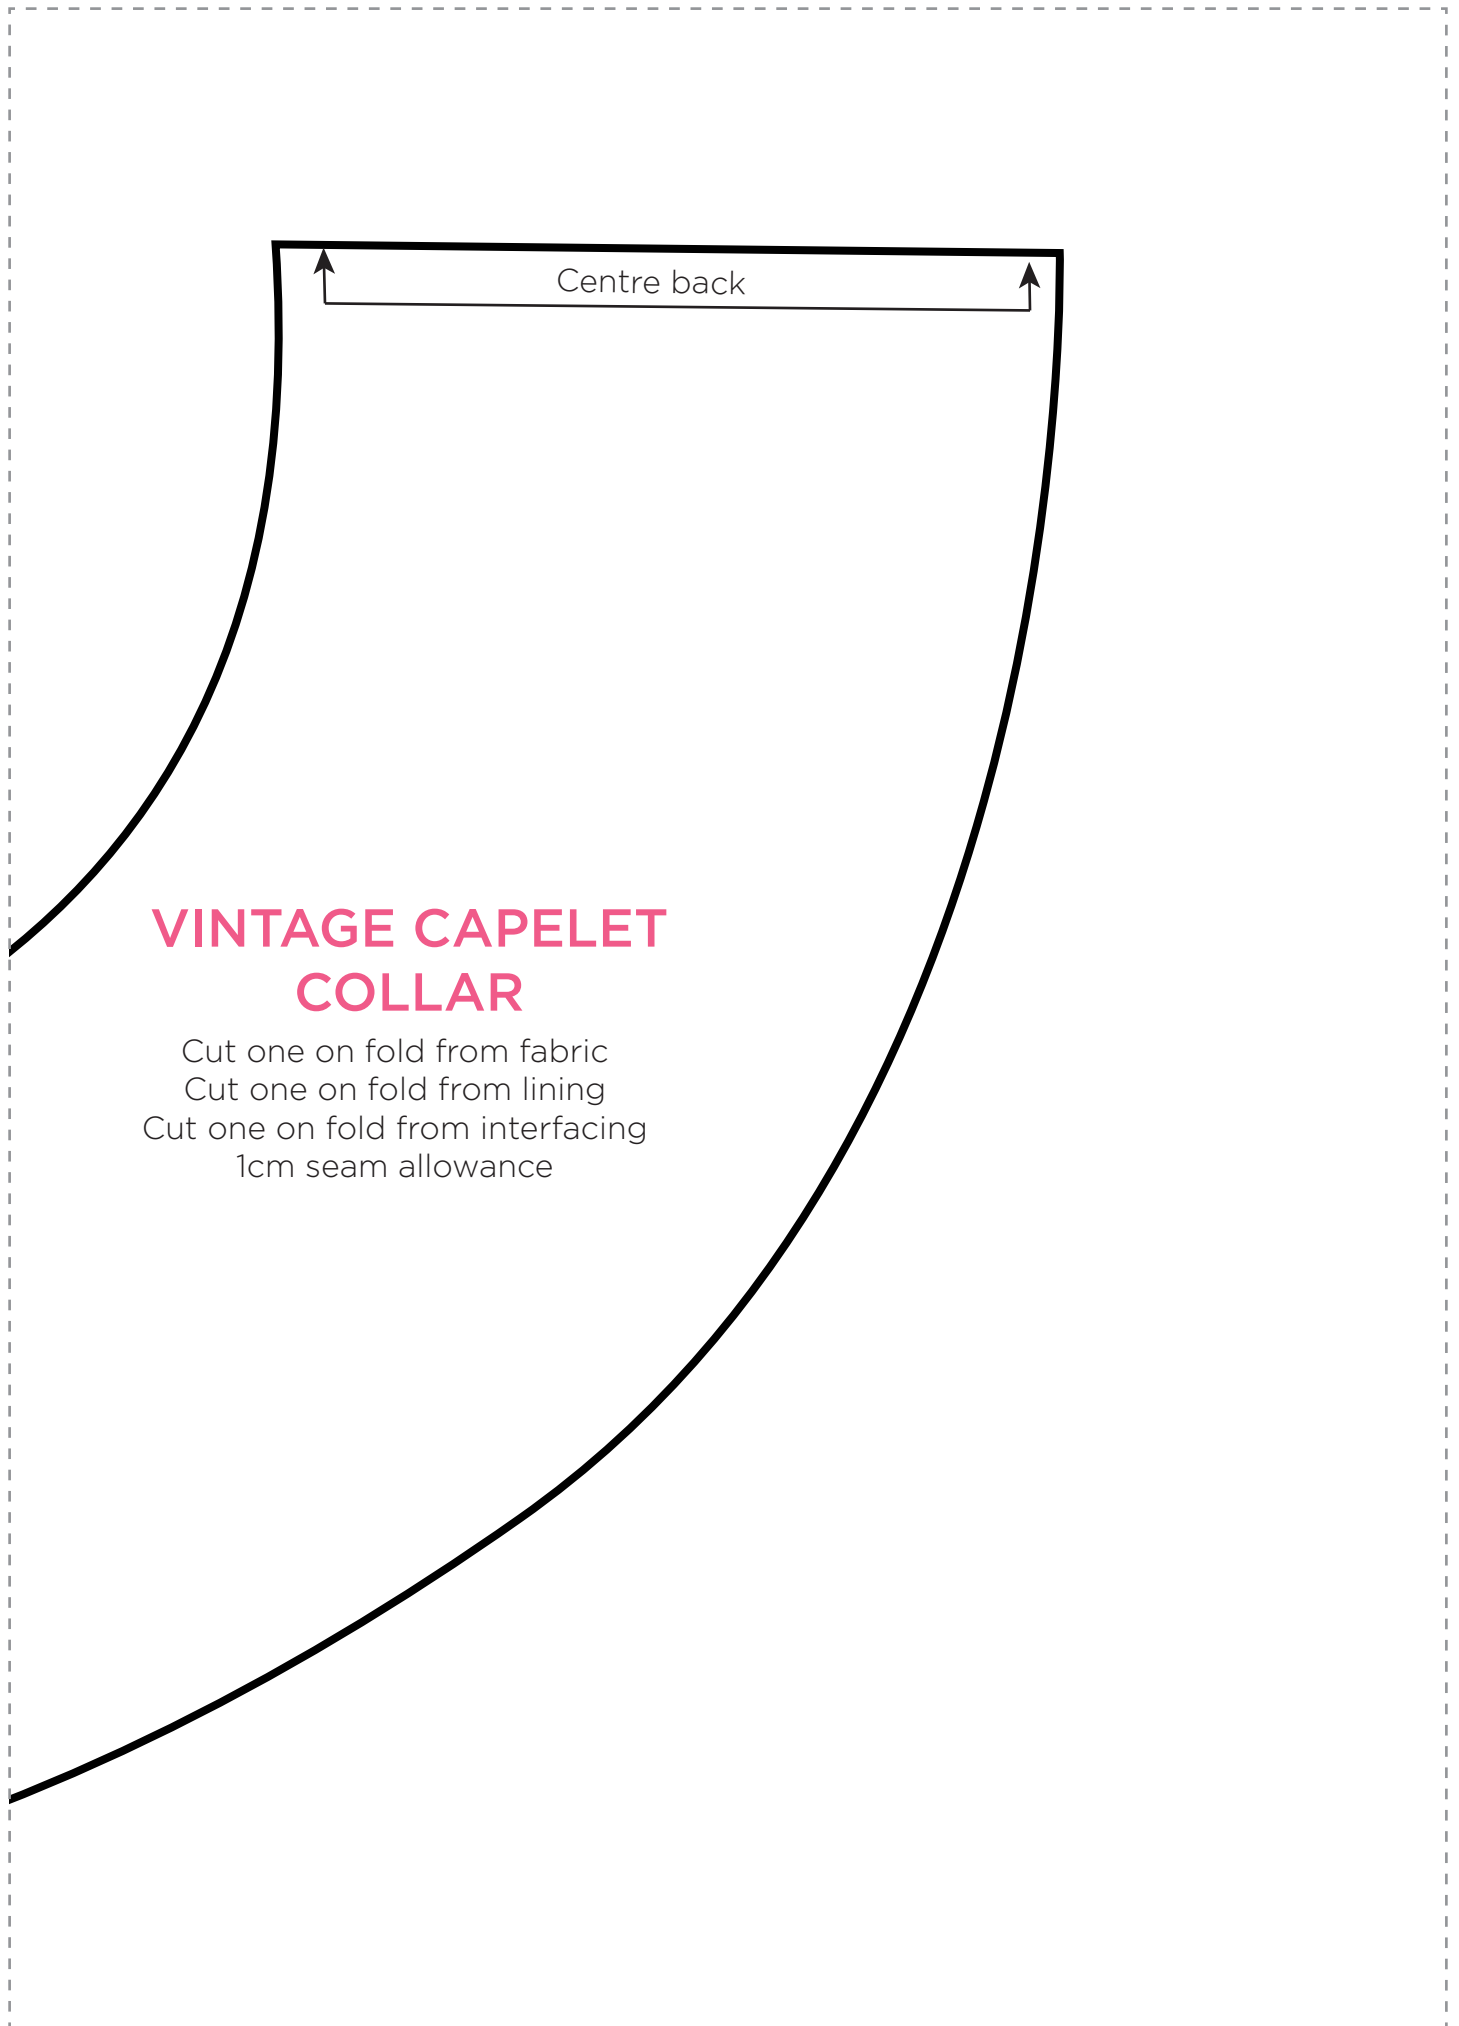 Centre back
VINTAGE CAPELET
COLLAR
Cut one on fold from fabric
Cut one on fold from lining
Cut one on fold from interfacing
1cm seam allowance